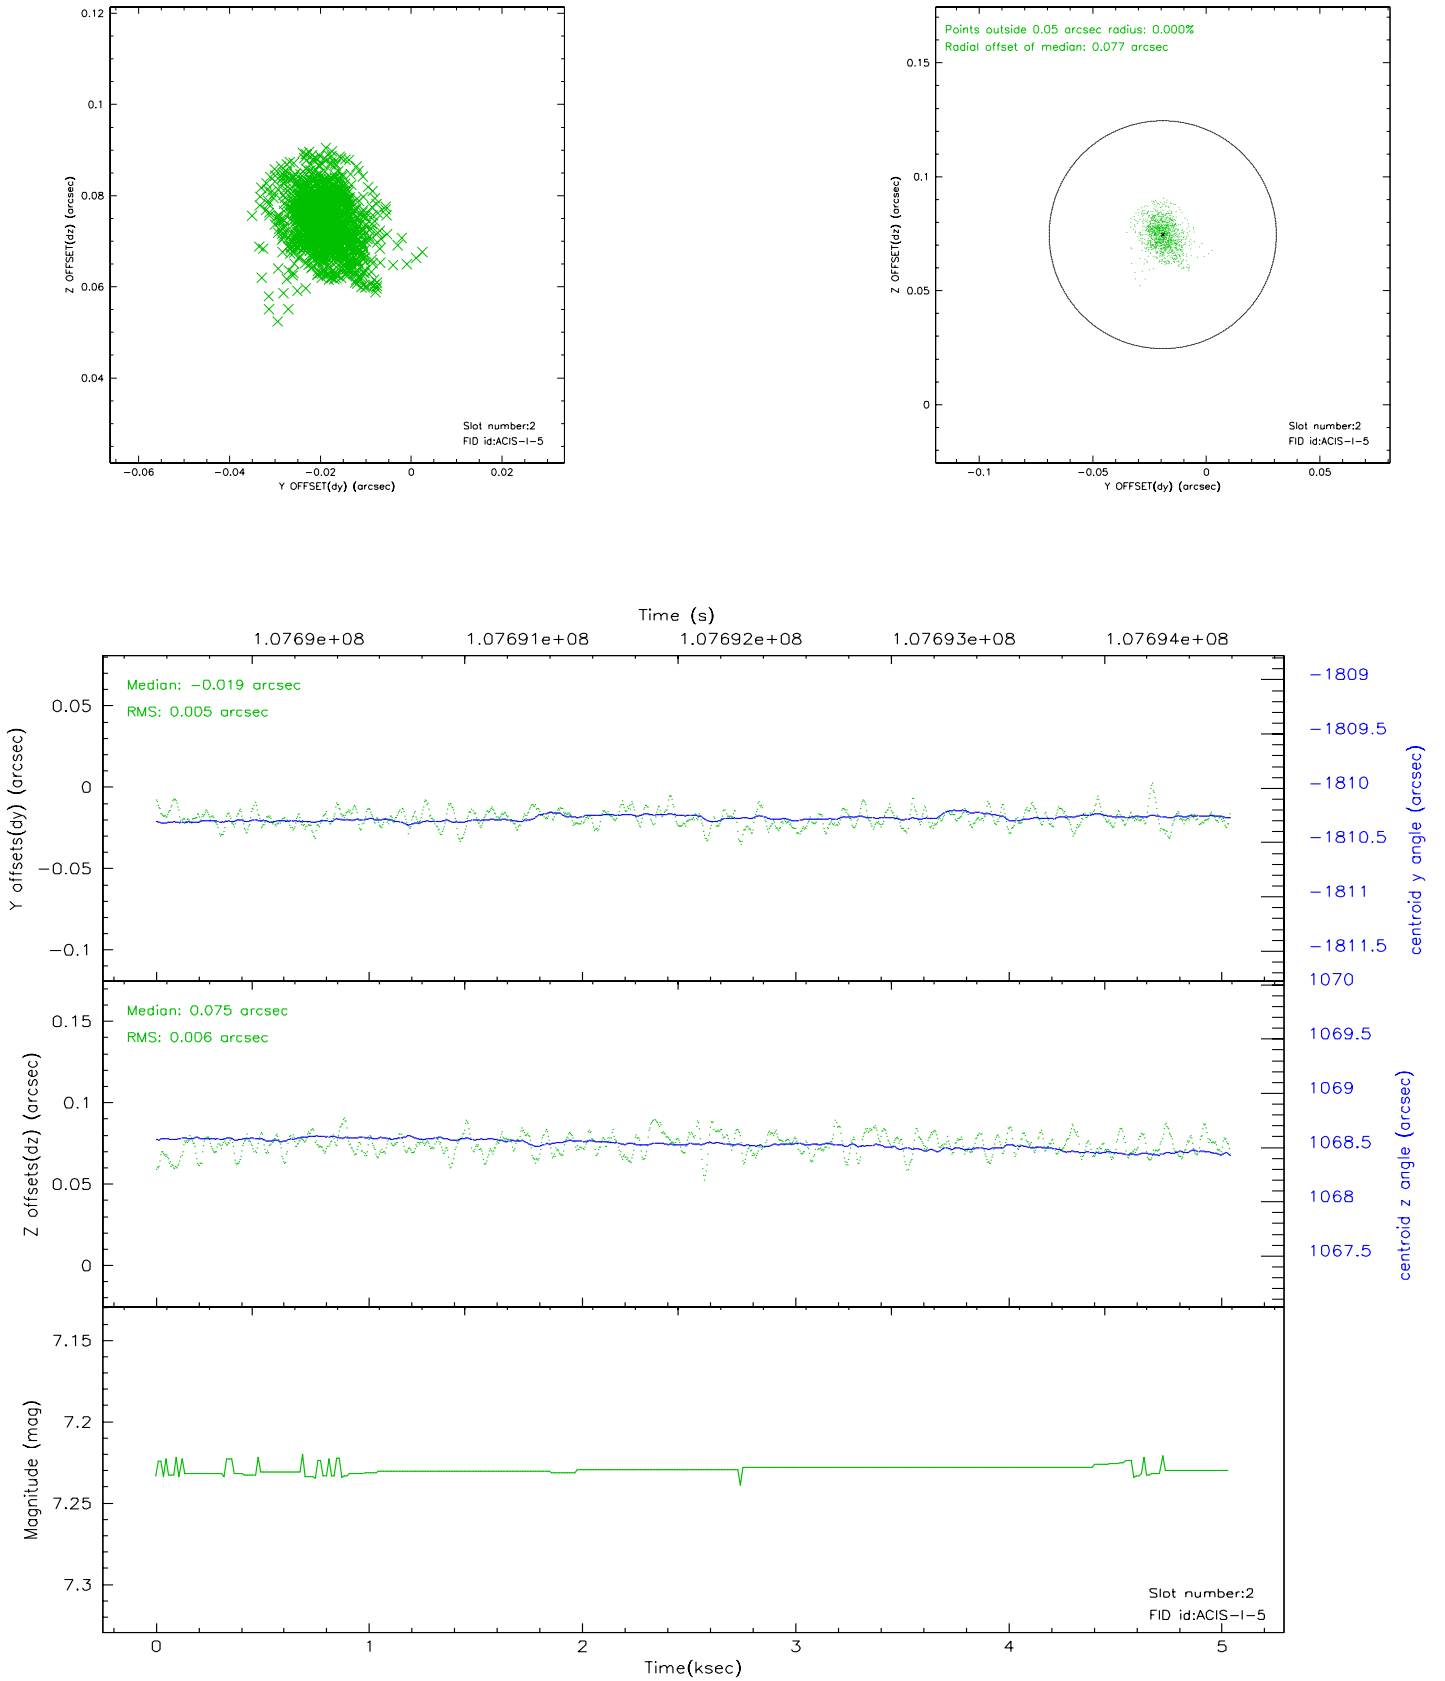 0.12
0.1
0.08
0.06
0.04
Z OFFSET(dz) (arcsec)
Slot number:2
FID id:ACIS-I-5
-0.06 -0.04 -0.02 0 0.02
Y OFFSET(dy) (arcsec)
Points outside 0.05 arcsec radius: 0.000%
Radial offset of median: 0.077 arcsec
0.15
0.1
0.05
0
Z OFFSET(dz) (arcsec)
Slot number:2
FID id:ACIS-I-5
-0.1 -0.05 0 0.05
Y OFFSET(dy) (arcsec)
Time (s)
1.0769e+08 1.07691e+08 1.07692e+08 1.07693e+08 1.07694e+08
Median: -0.019 arcsec
RMS: 0.005 arcsec
0.05
0
-0.05
-0.1
Y offsets(dy) (arcsec)
-1809
-1809.5
-1810
-1810.5
-1811
-1811.5
centroid y angle (arcsec)
Median: 0.075 arcsec
RMS: 0.006 arcsec
0.15
0.1
0.05
0
Z offsets(dz) (arcsec)
1070
1069.5
1069
1068.5
1068
1067.5
centroid z angle (arcsec)
7.15
7.2
7.25
7.3
Magnitude (mag)
Slot number:2
FID id:ACIS-I-5
0 1 2 3 4 5
Time(ksec)